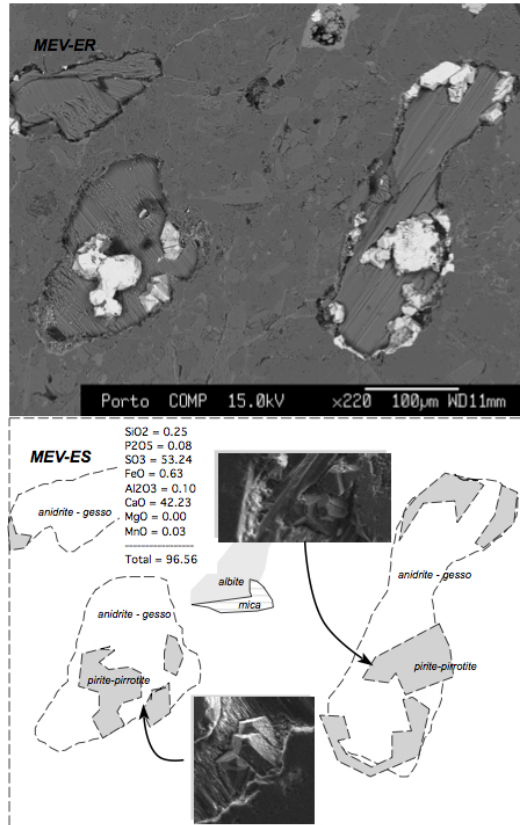 MEV-ER
Porto COMP 15.0kV x220 100µm WD11mm
MEV-ES
SiO2 = 0.25
P2O5 = 0.08
SO3 = 53.24
FeO = 0.63
Al2O3 = 0.10
CaO = 42.23
MgO = 0.00
MnO = 0.03
----------------
Total = 96.56
anidrite - gesso
albite
mica
anidrite - gesso
anidrite - gesso
pirite-pirrotite
pirite-pirrotite